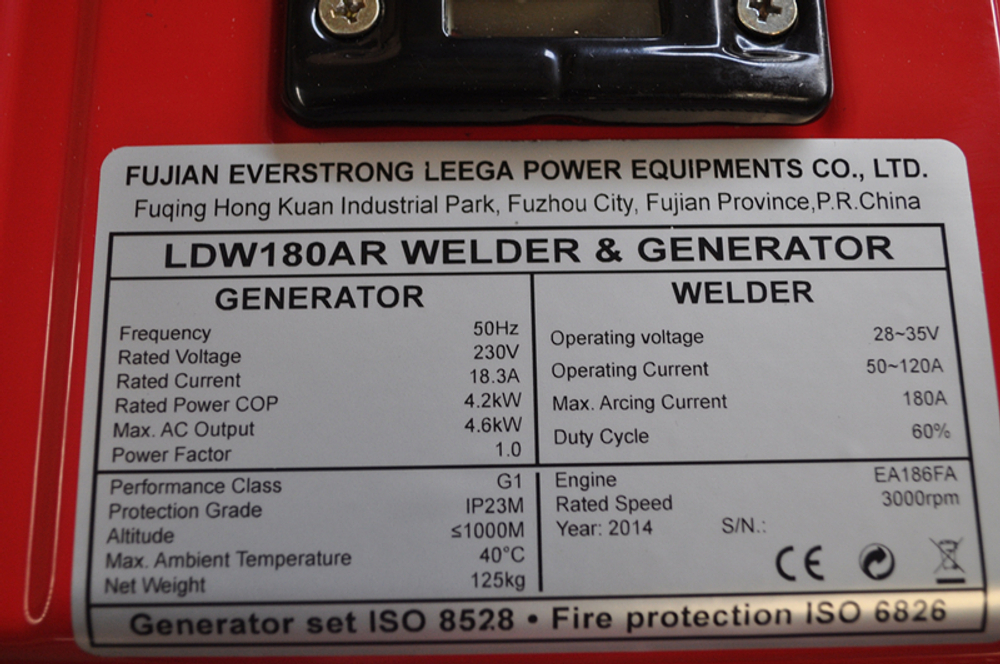 FUJIAN EVERSTRONG LEEGA POWER EQUIPMENTS CO., LTD.
Fuqing Hong Kuan Industrial Park, Fuzhou City, Fujian Province,P.R.China
LDW180AR WELDER & GENERATOR
GENERATOR
Frequency 50Hz
Rated Voltage 230V
Rated Current 18.3A
Rated Power COP 4.2kW
Max. AC Output 4.6kW
Power Factor 1.0
WELDER
Operating voltage 28~35V
Operating Current 50~120A
Max. Arcing Current 180A
Duty Cycle 60%
Performance Class G1
Protection Grade IP23M
Altitude ≤1000M
Max. Ambient Temperature 40°C
Net Weight 125kg
Engine EA186FA
Rated Speed 3000rpm
Year: 2014 S/N.:
CE
Generator set ISO 8528 • Fire protection ISO 6826